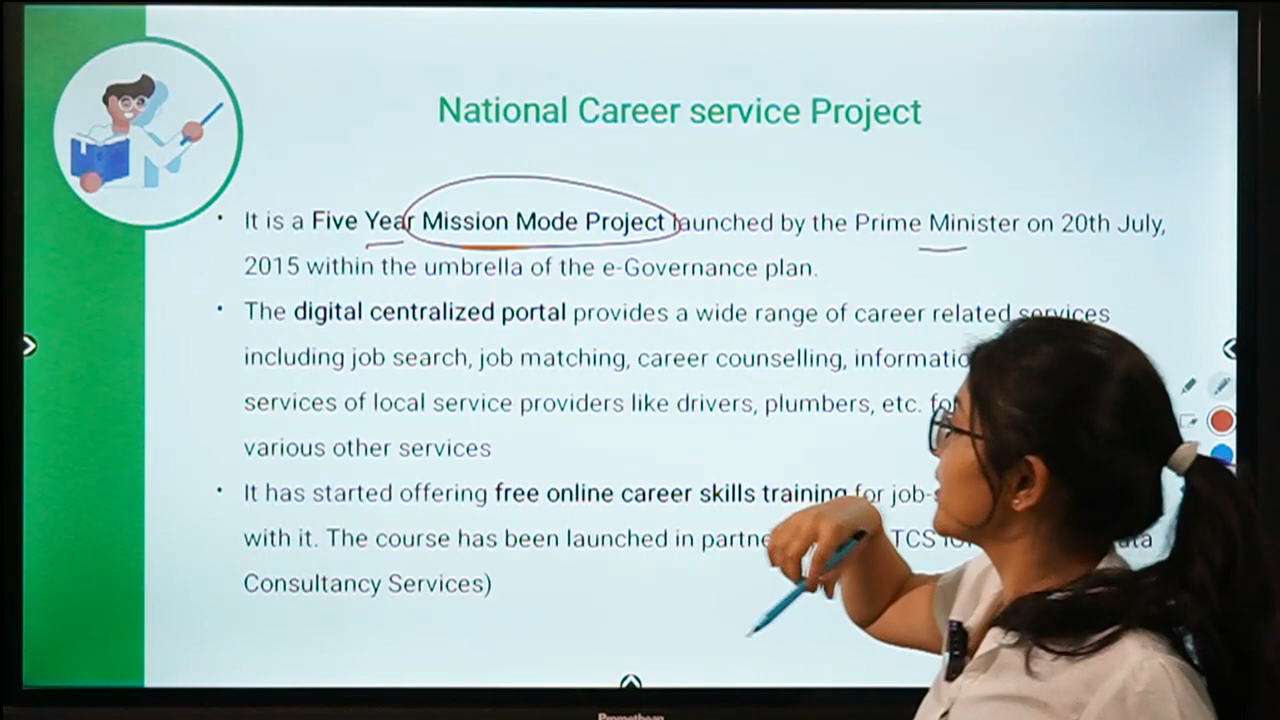 National Career service Project
• It is a Five Year Mission Mode Project launched by the Prime Minister on 20th July,
2015 within the umbrella of the e-Governance plan.
• The digital centralized portal provides a wide range of career related services
including job search, job matching, career counselling,
services of local service providers like drivers, plumbers, etc.
various other services
• It has started offering free online career skills training for
with it. The course has been launched in TCS
Consultancy Services)
Promethean